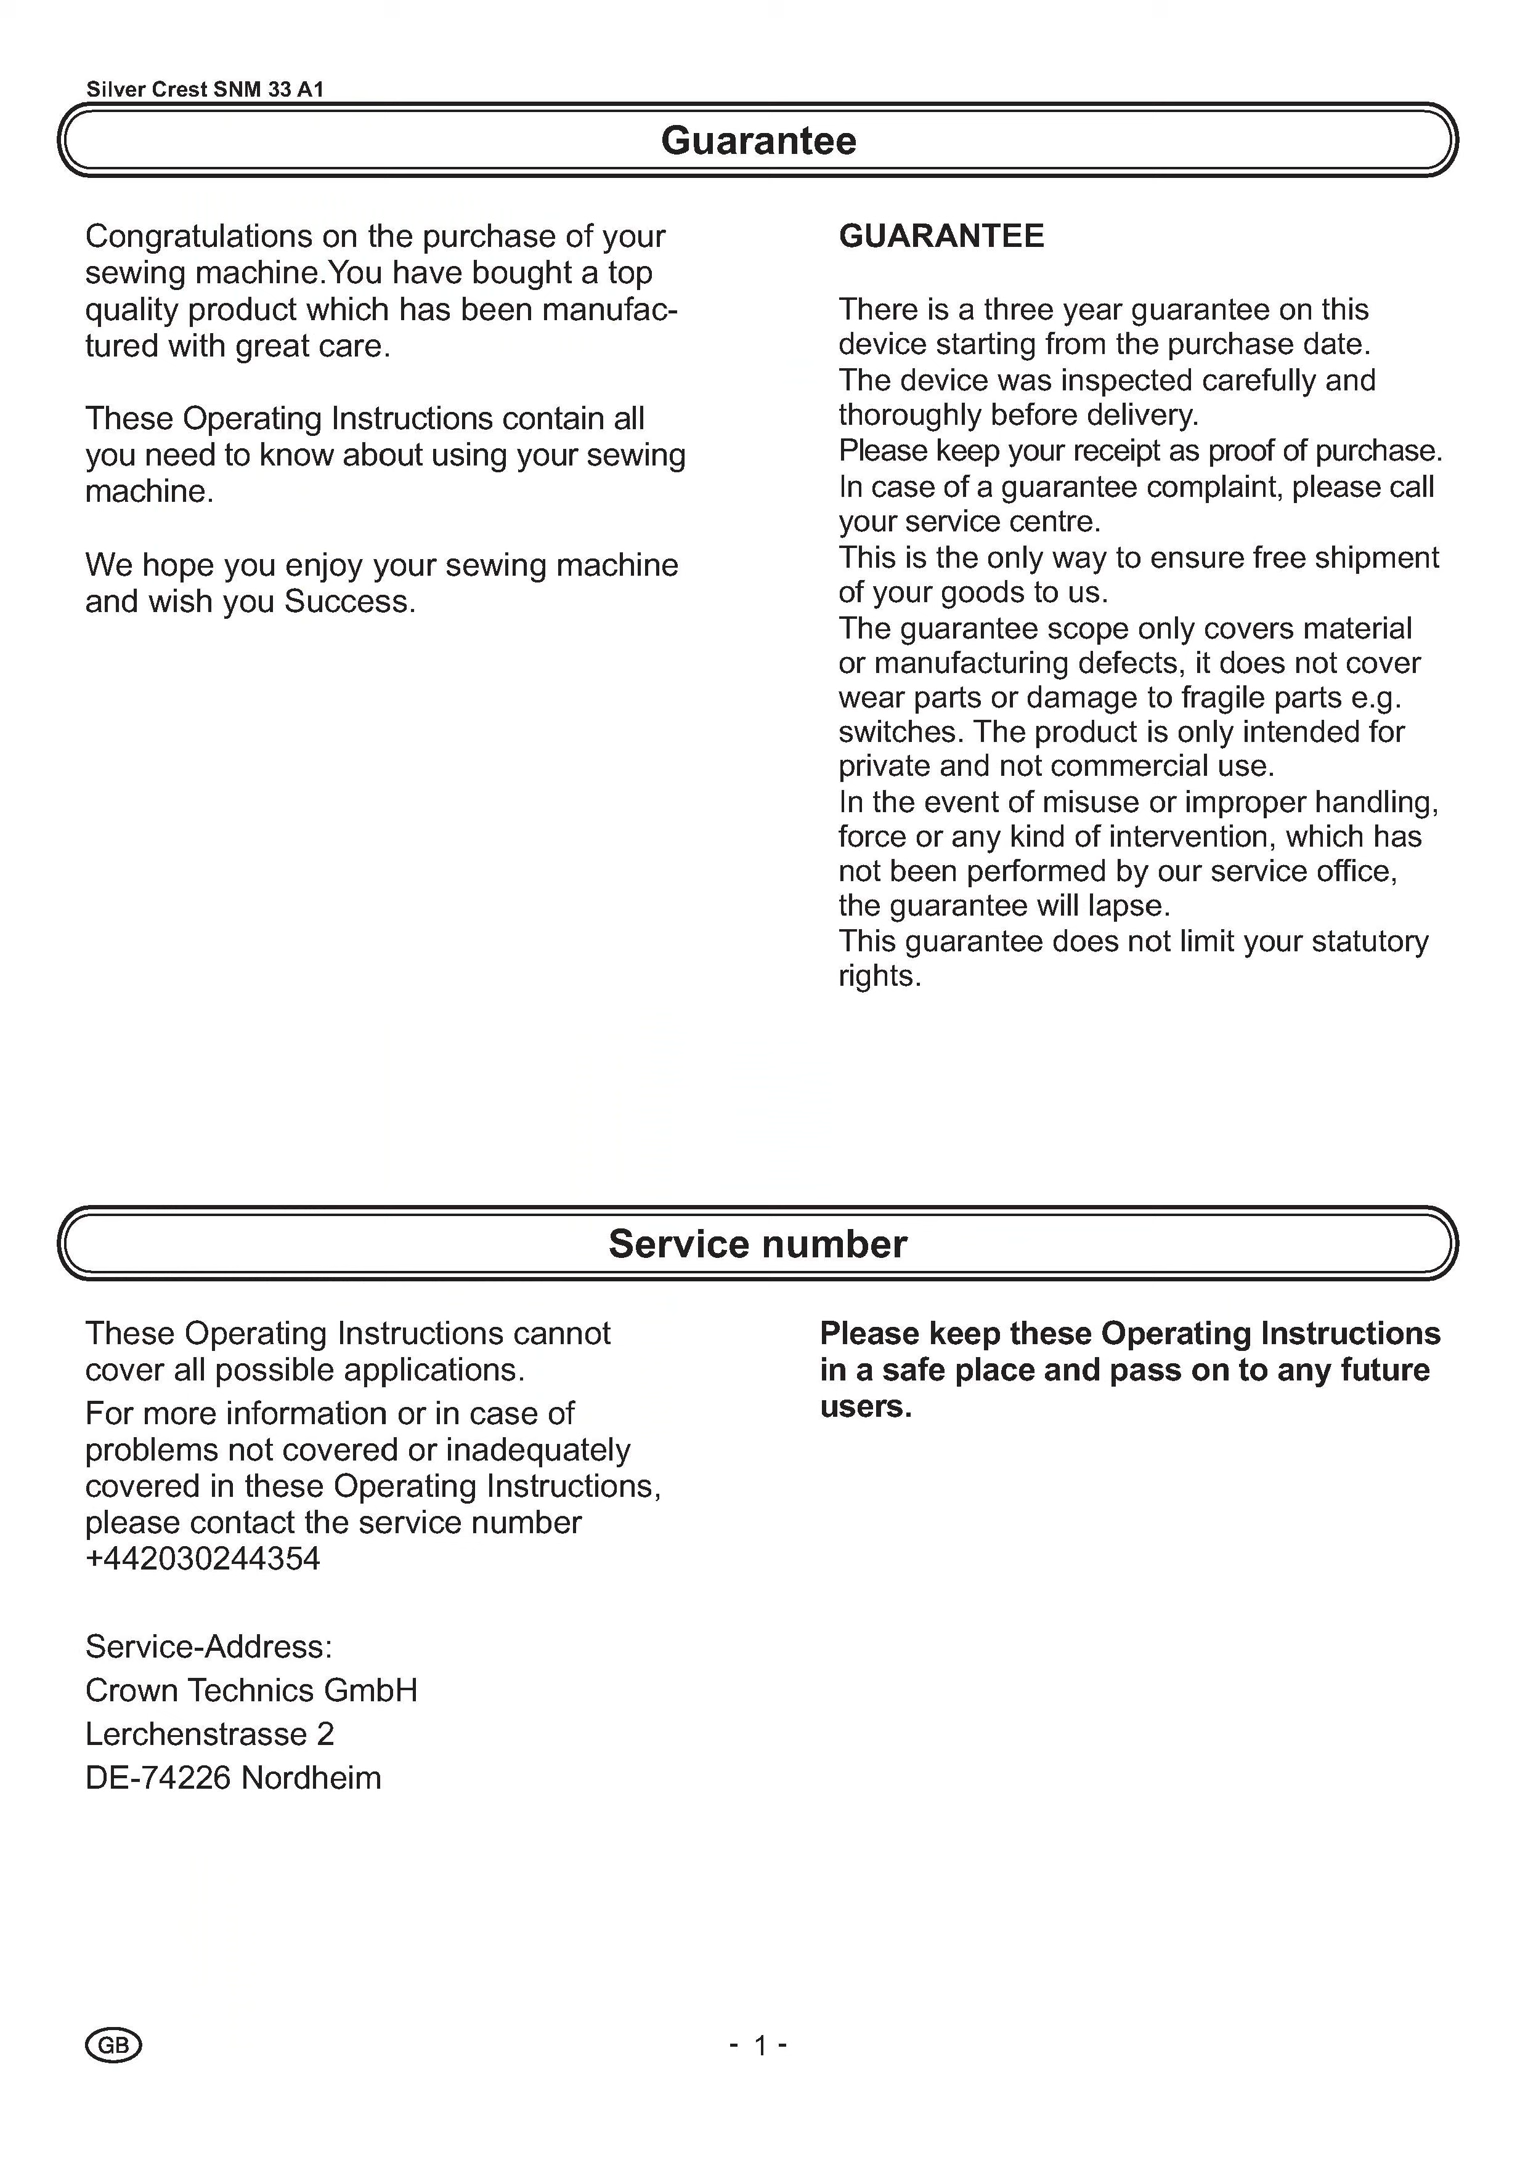 Silver Crest SNM 33 A1
Guarantee
Congratulations on the purchase of your
sewing machine.You have bought a top
quality product which has been manufac-
tured with great care.
These Operating Instructions contain all
you need to know about using your sewing
machine.
We hope you enjoy your sewing machine
and wish you Success.
GUARANTEE
There is a three year guarantee on this
device starting from the purchase date.
The device was inspected carefully and
thoroughly before delivery.
Please keep your receipt as proof of purchase.
In case of a guarantee complaint, please call
your service centre.
This is the only way to ensure free shipment
of your goods to us.
The guarantee scope only covers material
or manufacturing defects, it does not cover
wear parts or damage to fragile parts e.g.
switches. The product is only intended for
private and not commercial use.
In the event of misuse or improper handling,
force or any kind of intervention, which has
not been performed by our service office,
the guarantee will lapse.
This guarantee does not limit your statutory
rights.
Service number
These Operating Instructions cannot
cover all possible applications.
For more information or in case of
problems not covered or inadequately
covered in these Operating Instructions,
please contact the service number
+442030244354
Service-Address:
Crown Technics GmbH
Lerchenstrasse 2
DE-74226 Nordheim
Please keep these Operating Instructions
in a safe place and pass on to any future
users.
GB
- 1 -